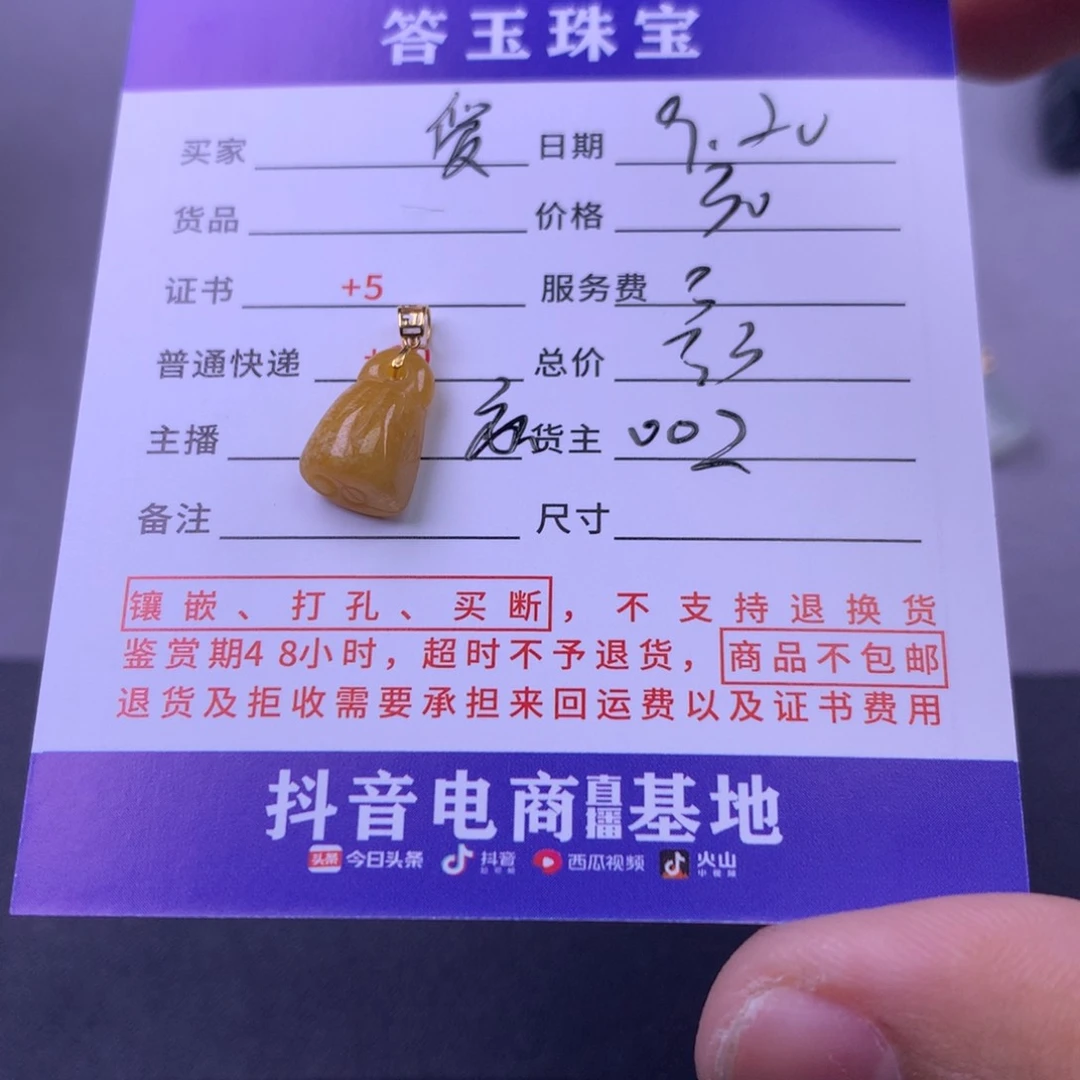 答玉珠宝
买家 日期 9.20
货品 价格 30
证书 +5 服务费 3
普通快递 总价 33
主播 货主 002
备注 尺寸
镶嵌、打孔、买断，不支持退换货
鉴赏期48小时，超时不予退货，商品不包邮
退货及拒收需要承担来回运费以及证书费用
抖音电商直播基地
头条 今日头条 抖音 西瓜视频 火山